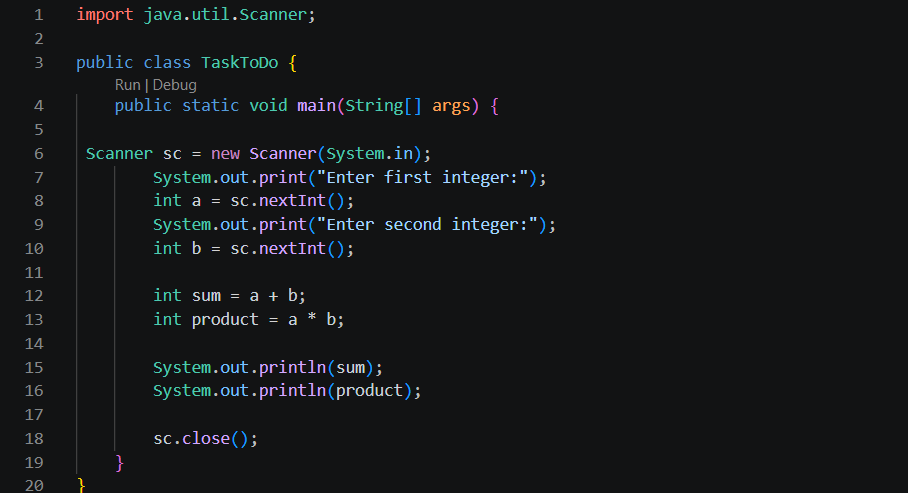 1 import java.util.Scanner;
2
3 public class TaskToDo {
Run | Debug
4     public static void main(String[] args) {
5
6  Scanner sc = new Scanner(System.in);
7         System.out.print("Enter first integer:");
8         int a = sc.nextInt();
9         System.out.print("Enter second integer:");
10         int b = sc.nextInt();
11
12         int sum = a + b;
13         int product = a * b;
14
15         System.out.println(sum);
16         System.out.println(product);
17
18         sc.close();
19     }
20 }